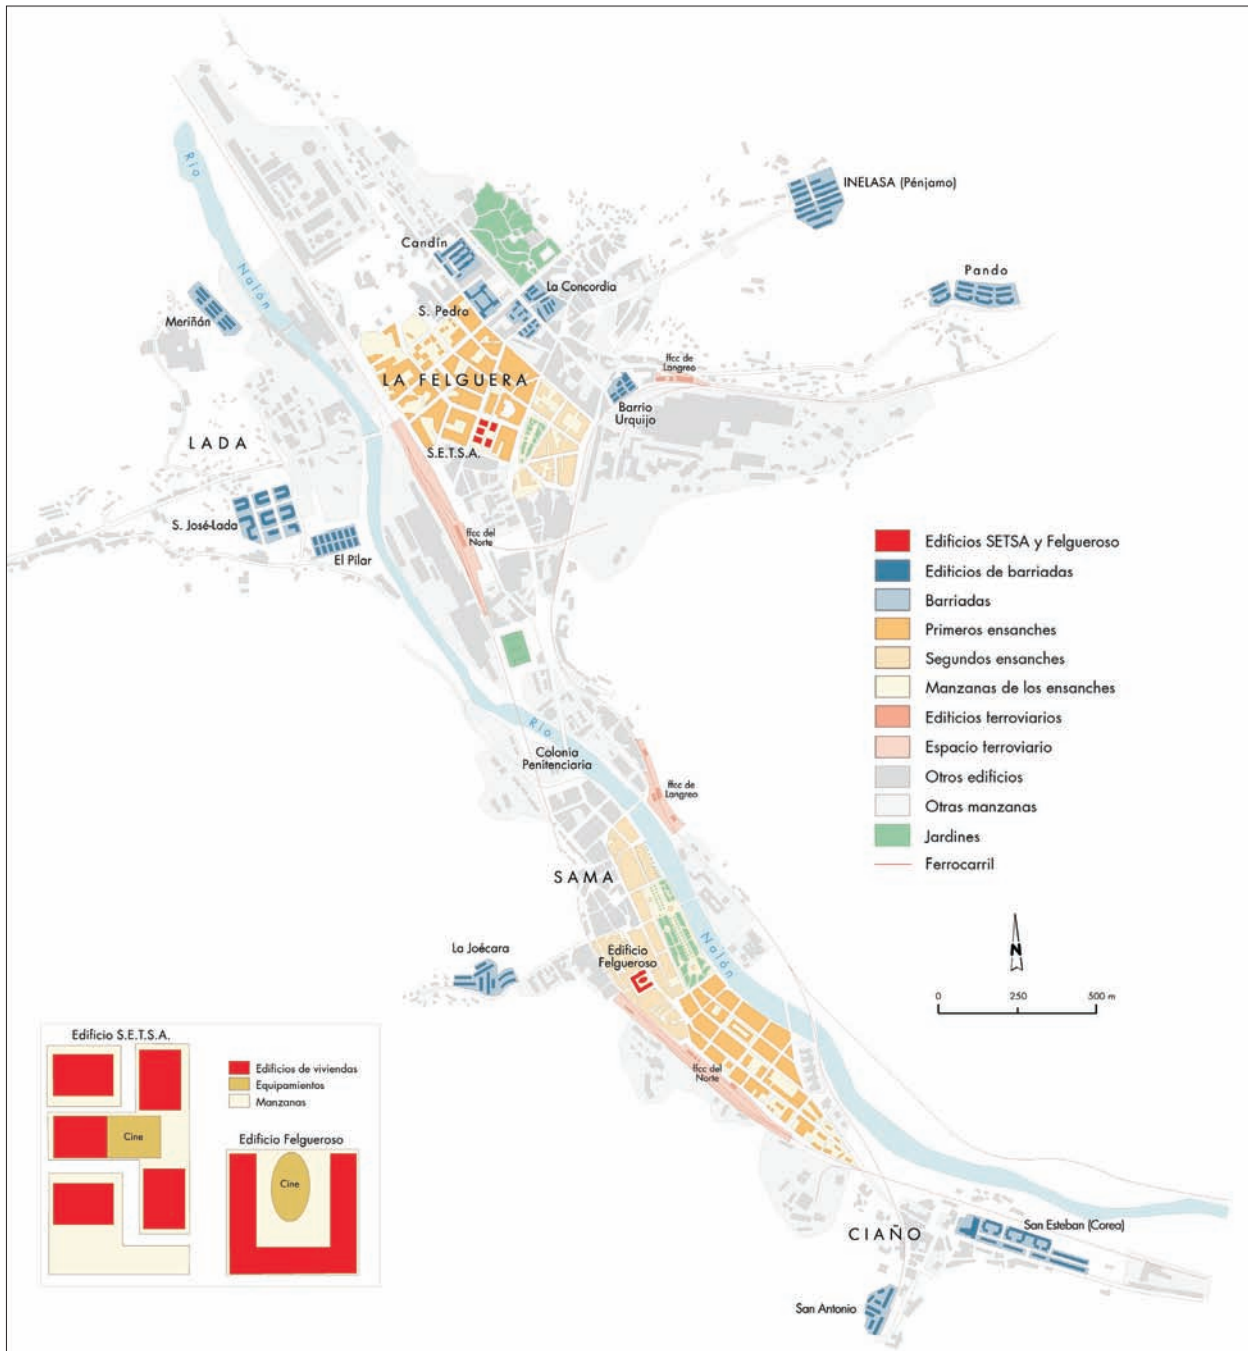 INELASA (Pénjamo)
Candín
Pando
La Concordia
Río
Nalón
S. Pedro
Meriñán
ffcc de
Langreo
LA FELGUERA
Barrio
Urquijo
LADA
S.E.T.S.A.
S. José-Lada
ffcc del
Norte
El Pilar
Edificios SETSA y Felgueroso
Edificios de barriadas
Barriadas
Primeros ensanches
Segundos ensanches
Manzanas de los ensanches
Edificios ferroviarios
Espacio ferroviario
Otros edificios
Otras manzanas
Jardines
Ferrocarril
Río
Colonia
Penitenciaria
ffcc de
Langreo
SAMA
La Joécara
Edificio
Felgueroso
Nalón
N
0 250 500 m
ffcc del
Norte
Edificio S.E.T.S.A.
Edificios de viviendas
Equipamientos
Manzanas
Cine
Edificio Felgueroso
Cine
San Esteban (Corea)
CIAÑO
San Antonio